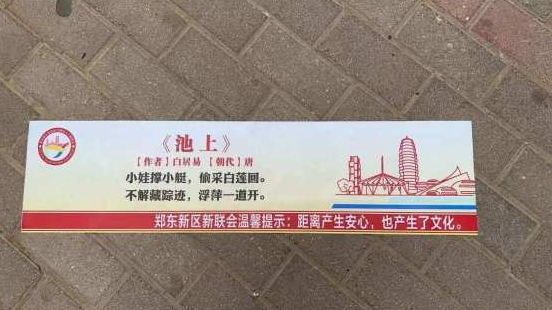 《池上》
【作者】白居易 【朝代】唐
小娃撑小艇，偷采白莲回。
不解藏踪迹，浮萍一道开。
郑东新区新联会温馨提示：距离产生安心，也产生了文化。